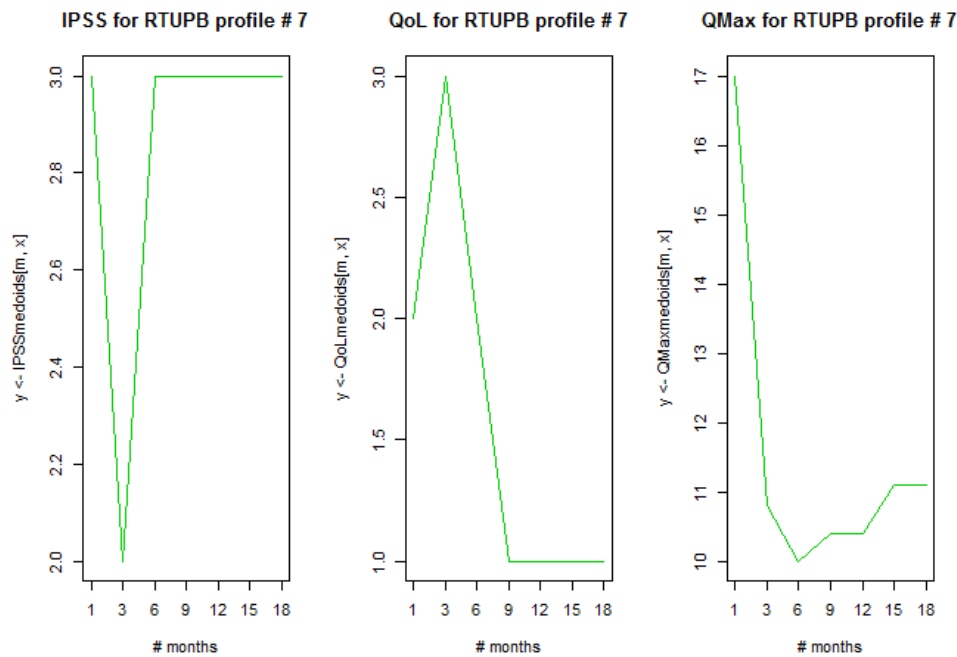 IPSS for RTUPB profile # 7
y <- IPSSmedoids[m, x]
3.0
2.8
2.6
2.4
2.2
2.0
1 3 6 9 12 15 18
# months
QoL for RTUPB profile # 7
y <- QoLmedoids[m, x]
3.0
2.5
2.0
1.5
1.0
1 3 6 9 12 15 18
# months
QMax for RTUPB profile # 7
y <- QMaxmedoids[m, x]
17
16
15
14
13
12
11
10
1 3 6 9 12 15 18
# months